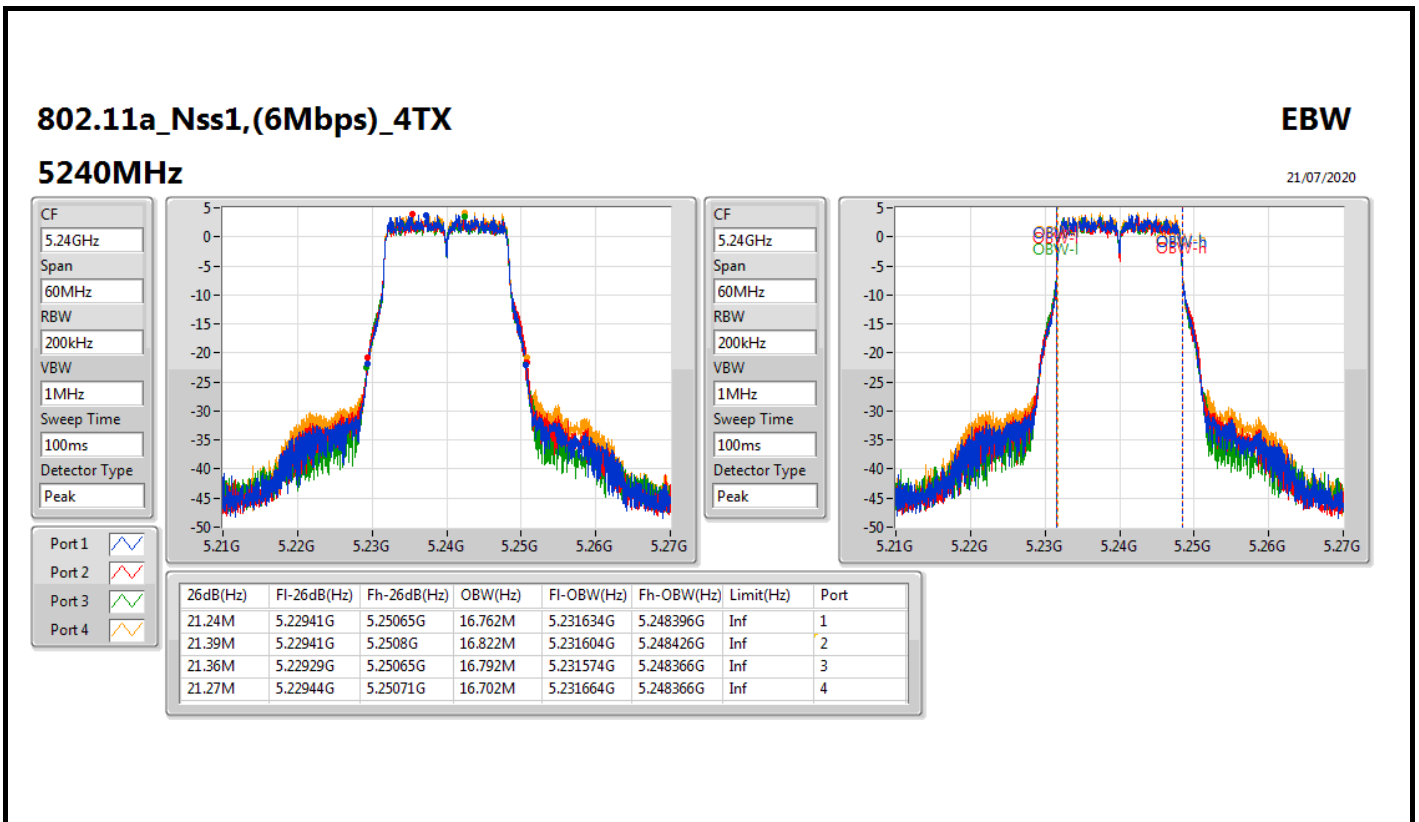 802.11a_Nss1,(6Mbps)_4TX EBW
5240MHz 21/07/2020
CF
5.24GHz
Span
60MHz
RBW
200kHz
VBW
1MHz
Sweep Time
100ms
Detector Type
Peak
5
0
-5
-10
-15
-20
-25
-30
-35
-40
-45
-50
5.21G 5.22G 5.23G 5.24G 5.25G 5.26G 5.27G
CF
5.24GHz
Span
60MHz
RBW
200kHz
VBW
1MHz
Sweep Time
100ms
Detector Type
Peak
5
0
-5
-10
-15
-20
-25
-30
-35
-40
-45
-50
OBW-l
OBW-h
OBW-h
5.21G 5.22G 5.23G 5.24G 5.25G 5.26G 5.27G
Port 1
Port 2
Port 3
Port 4
26dB(Hz) Fl-26dB(Hz) Fh-26dB(Hz) OBW(Hz) Fl-OBW(Hz) Fh-OBW(Hz) Limit(Hz) Port
21.24M 5.22941G 5.25065G 16.762M 5.231634G 5.248396G Inf 1
21.39M 5.22941G 5.2508G 16.822M 5.231604G 5.248426G Inf 2
21.36M 5.22929G 5.25065G 16.792M 5.231574G 5.248366G Inf 3
21.27M 5.22944G 5.25071G 16.702M 5.231664G 5.248366G Inf 4